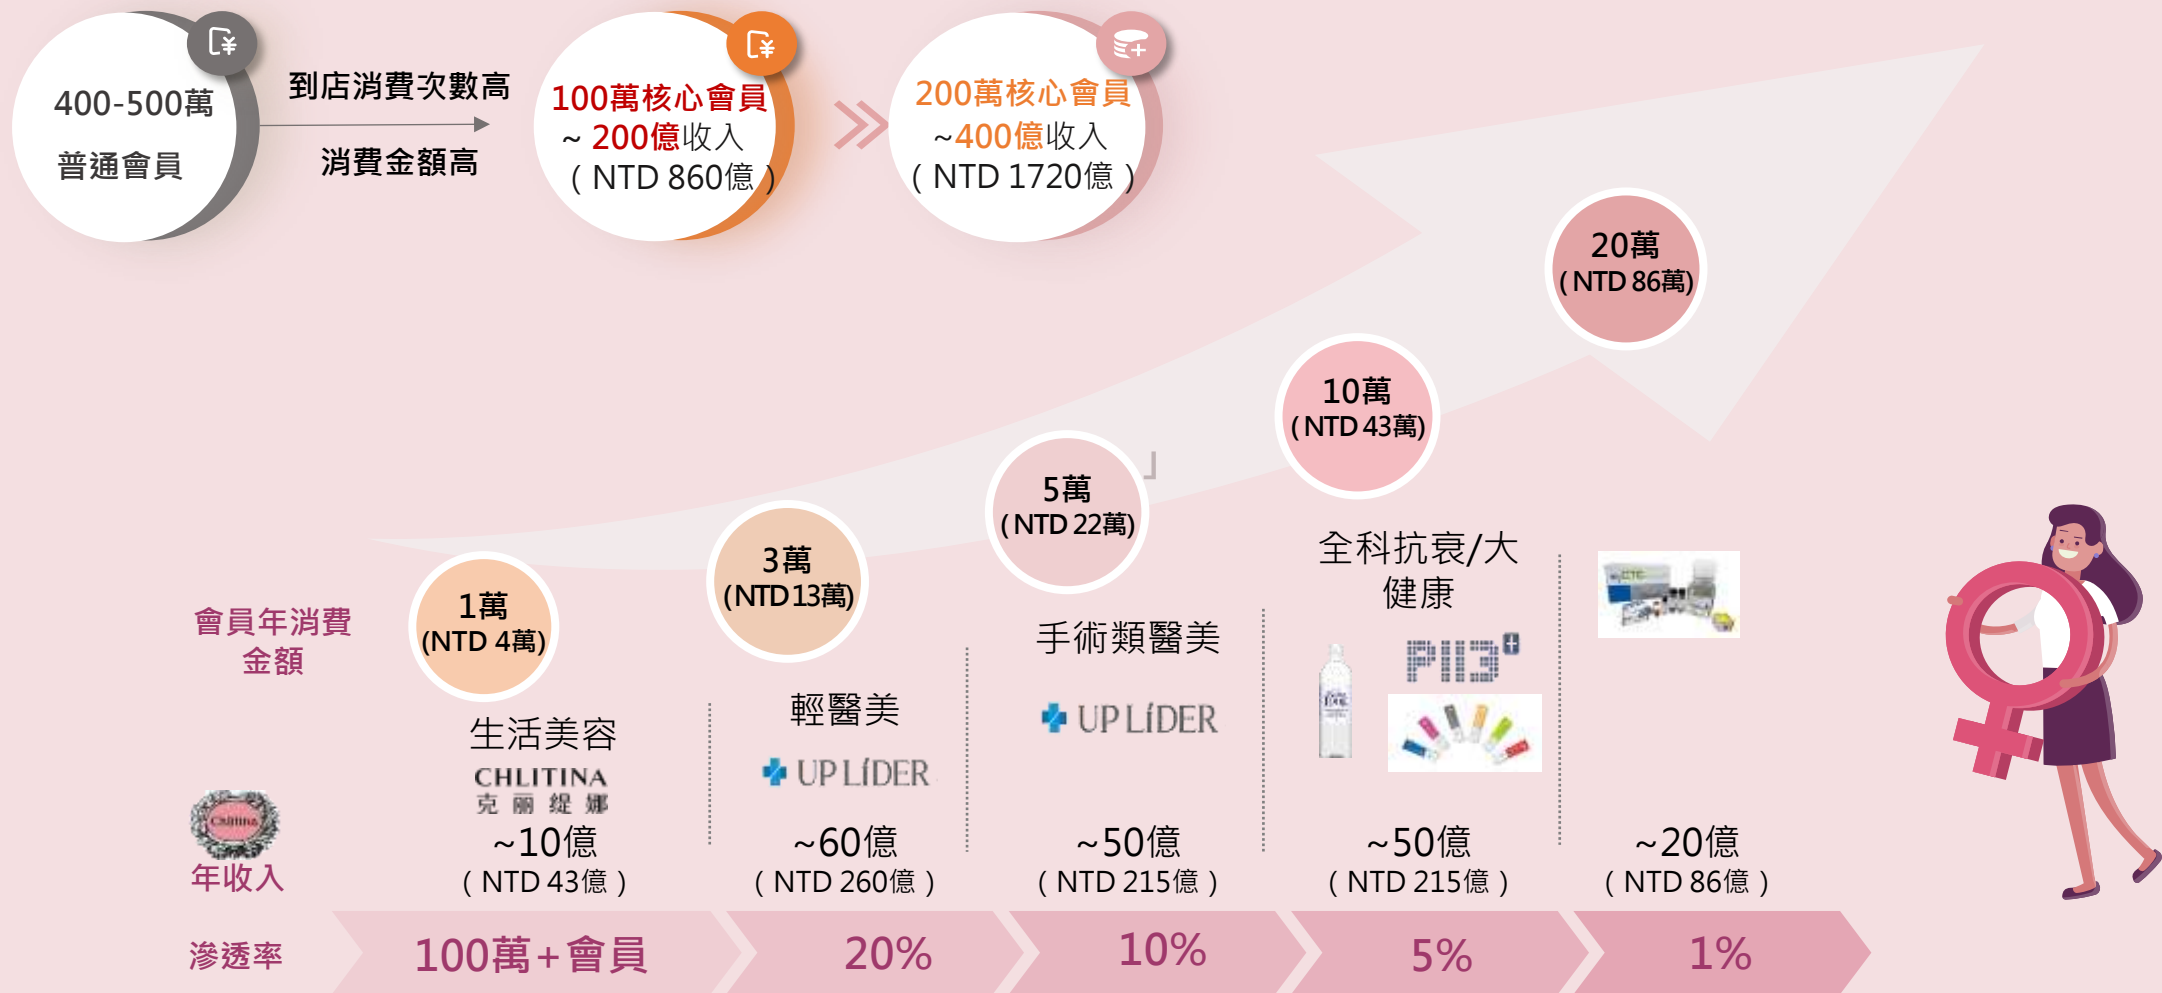 400-500萬
普通會員
到店消費次數高
消費金額高
100萬核心會員
~ 200億收入
( NTD 860億 )
200萬核心會員
~400億收入
( NTD 1720億 )
20萬
( NTD 86萬)
10萬
( NTD 43萬)
5萬
( NTD 22萬)
」
3萬
(NTD 13萬)
1萬
(NTD 4萬)
會員年消費
金額
生活美容
CHLITINA
克丽缇娜
輕醫美
UP LÍDER
手術類醫美
UP LÍDER
全科抗衰/大
健康
P113+
Chlitina
年收入
~10億
( NTD 43億 )
~60億
( NTD 260億 )
~50億
( NTD 215億 )
~50億
( NTD 215億 )
~20億
( NTD 86億 )
滲透率
100萬+會員
20%
10%
5%
1%